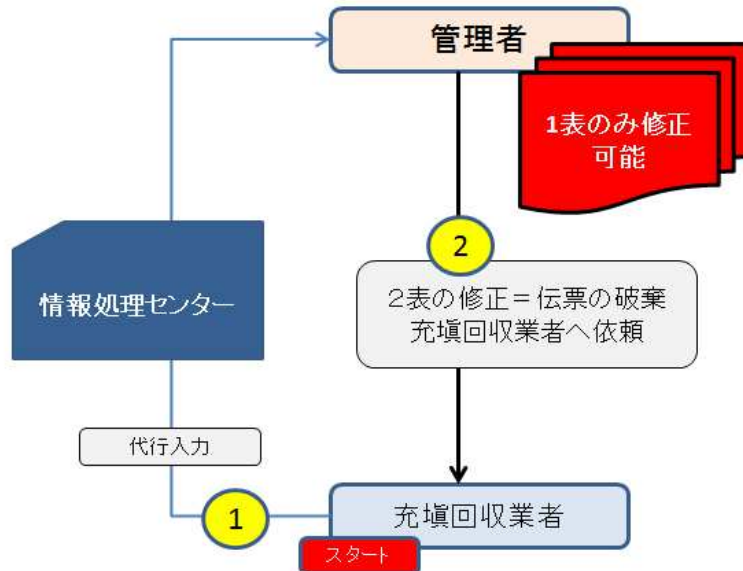 管理者
1表のみ修正
可能
2
情報処理センター
2表の修正＝伝票の破棄
充塡回収業者へ依頼
代行入力
1
充塡回収業者
スタート